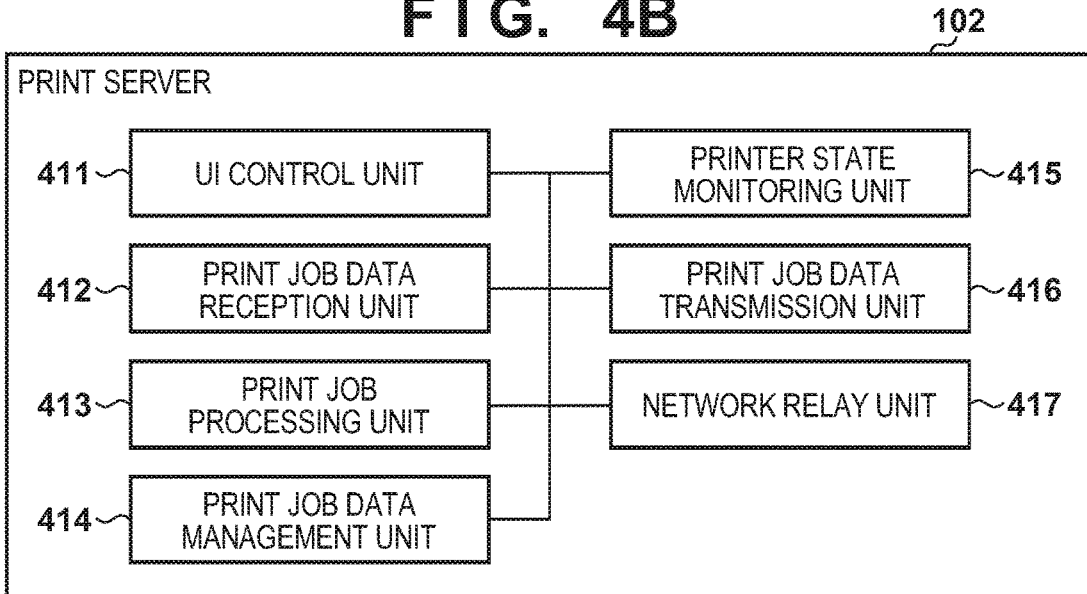 FIG. 4B
102
PRINT SERVER
411
UI CONTROL UNIT
412
PRINT JOB DATA
RECEPTION UNIT
413
PRINT JOB
PROCESSING UNIT
414
PRINT JOB DATA
MANAGEMENT UNIT
PRINTER STATE
MONITORING UNIT
415
PRINT JOB DATA
TRANSMISSION UNIT
416
NETWORK RELAY UNIT
417